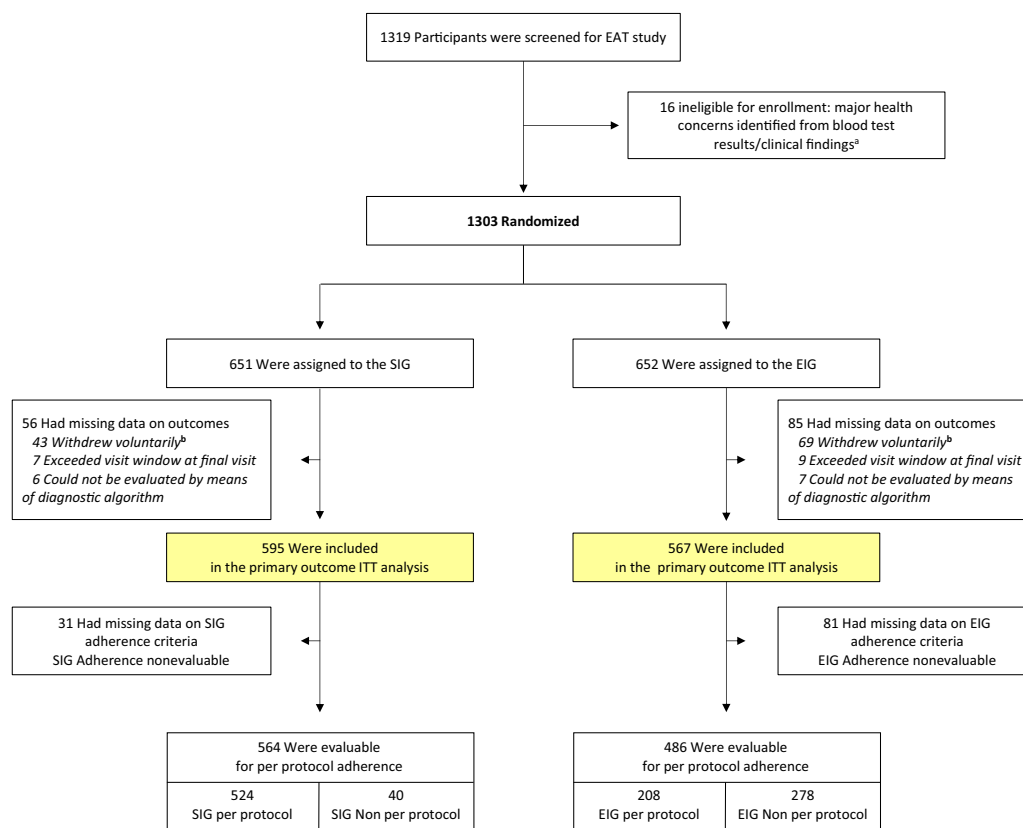 1319 Participants were screened for EAT study
16 ineligible for enrollment: major health
concerns identified from blood test
results/clinical findingsᵃ
1303 Randomized
651 Were assigned to the SIG
652 Were assigned to the EIG
56 Had missing data on outcomes
43 Withdrew voluntarilyᵇ
7 Exceeded visit window at final visit
6 Could not be evaluated by means
of diagnostic algorithm
85 Had missing data on outcomes
69 Withdrew voluntarilyᵇ
9 Exceeded visit window at final visit
7 Could not be evaluated by means
of diagnostic algorithm
595 Were included
in the primary outcome ITT analysis
567 Were included
in the primary outcome ITT analysis
31 Had missing data on SIG
adherence criteria
SIG Adherence nonevaluable
81 Had missing data on EIG
adherence criteria
EIG Adherence nonevaluable
564 Were evaluable
for per protocol adherence
524
SIG per protocol
40
SIG Non per protocol
486 Were evaluable
for per protocol adherence
208
EIG per protocol
278
EIG Non per protocol